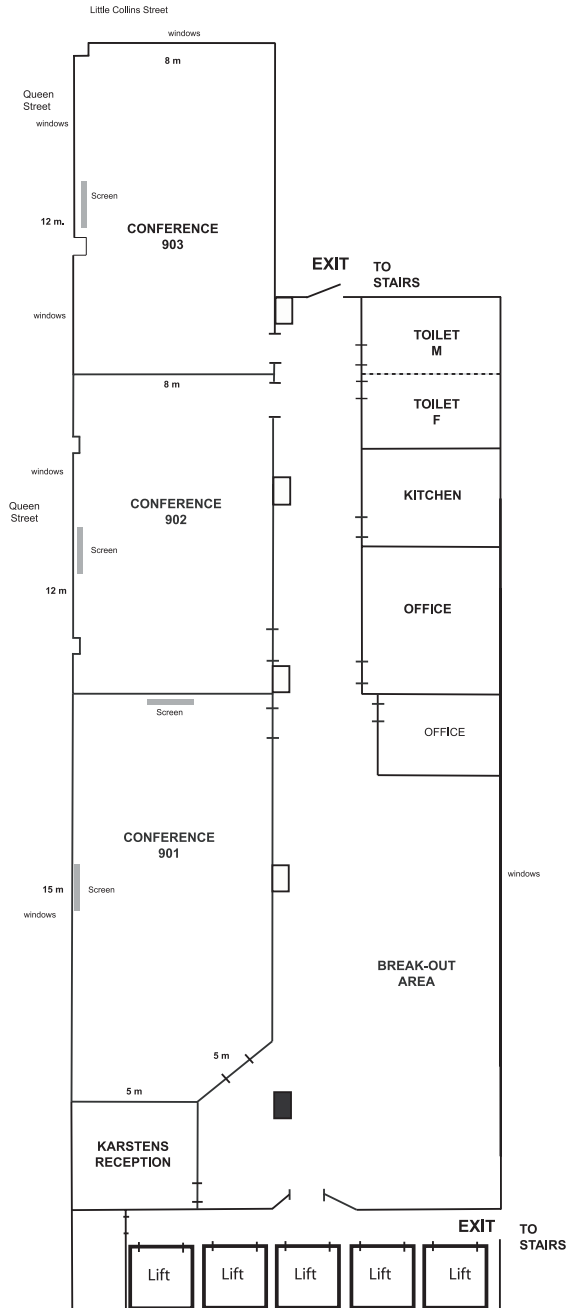 Little Collins Street
windows
8 m
Queen
Street
windows
Screen
12 m.
CONFERENCE
903
EXIT
TO
STAIRS
windows
TOILET
M
8 m
TOILET
F
windows
KITCHEN
CONFERENCE
902
Queen
Street
Screen
12 m
OFFICE
Screen
OFFICE
CONFERENCE
901
windows
15 m
Screen
windows
BREAK-OUT
AREA
5 m
5 m
KARSTENS
RECEPTION
EXIT
TO
STAIRS
Lift
Lift
Lift
Lift
Lift